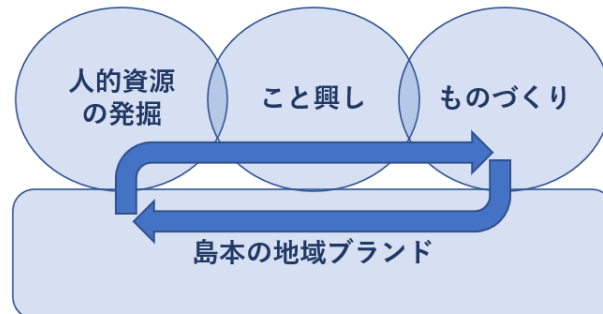 人的資源
の発掘
こと興し
ものづくり
島本の地域ブランド